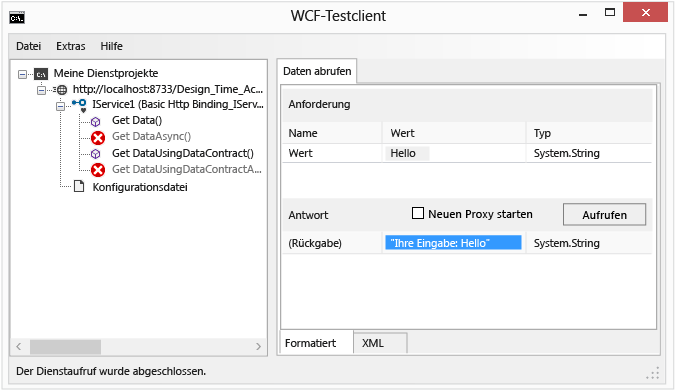 WCF-Testclient
Datei Extras Hilfe
Meine Dienstprojekte
http://localhost:8733/Design_Time_Ac...
IService1 (Basic Http Binding_IServ...
Get Data()
Get DataAsync()
Get DataUsingDataContract()
Get DataUsingDataContractA...
Konfigurationsdatei
Daten abrufen
Anforderung
Name Wert Typ
Wert Hello System.String
Antwort Neuen Proxy starten Aufrufen
(Rückgabe) "Ihre Eingabe: Hello" System.String
Formatiert XML
Der Dienstaufruf wurde abgeschlossen.